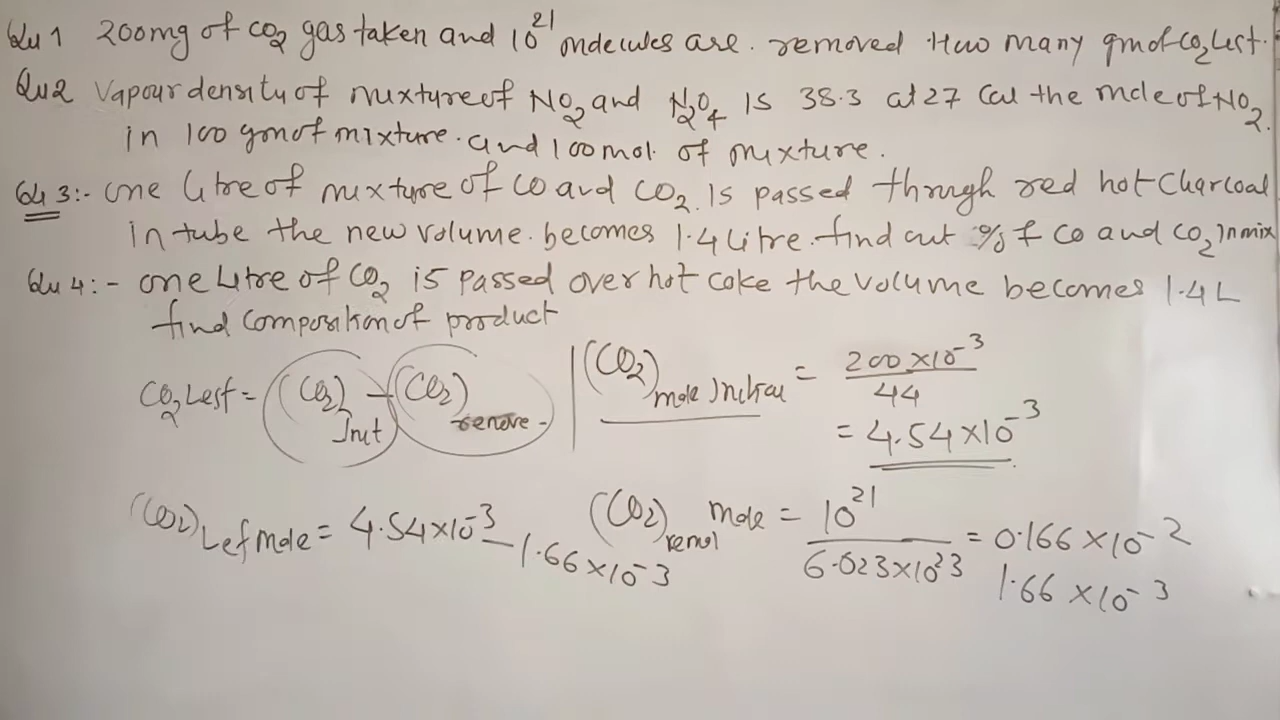 Qu 1 200mg of CO2 gas taken and 10^21 molecules are. removed. How many gm of CO2 Left.
Qu 2 Vapour density of mixture of NO2 and N2O4 is 38.3 at 27 Cal the mole of NO2
in 100 gm of mixture. and 100 mol. of mixture.
Qu 3:- one litre of mixture of CO and CO2 is passed through red hot Charcoal
in tube the new volume. becomes 1.4 Litre. find out % of CO and CO2 in mix
Qu 4:- one Litre of CO2 is passed over hot coke the volume becomes 1.4 L
find composition of product
CO2 Left = (CO2) Init - (CO2) remove. (CO2) mole Initial = 200×10^-3 / 44
= 4.54×10^-3
(CO2) Lef mole = 4.54×10^-3 - 1.66×10^-3 (CO2) mole = 10^21 / 6.023×10^23 = 0.166×10^-2
1.66×10^-3